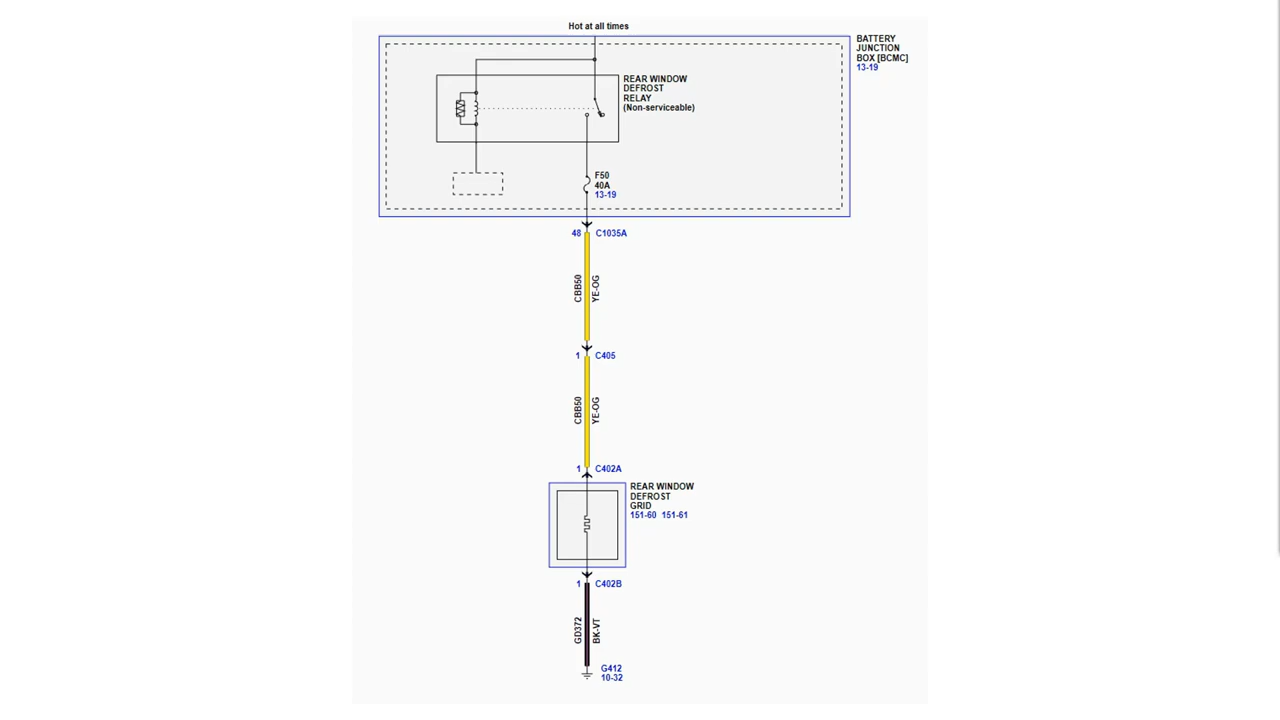 Hot at all times
BATTERY
JUNCTION
BOX [BCMC]
13-19
REAR WINDOW
DEFROST
RELAY
(Non-serviceable)
F50
40A
13-19
48 C1035A
CBB50
YE-OG
1 C405
CBB50
YE-OG
1 C402A
REAR WINDOW
DEFROST
GRID
151-60 151-61
1 C402B
GD372
BK-VT
G412
10-32